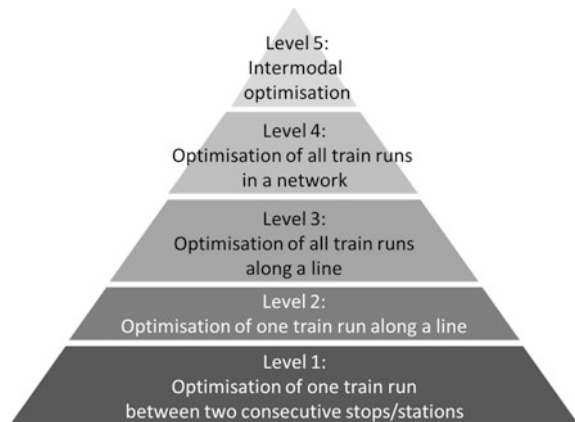 Level 5:
Intermodal
optimisation
Level 4:
Optimisation of all train runs
in a network
Level 3:
Optimisation of all train runs
along a line
Level 2:
Optimisation of one train run along a line
Level 1:
Optimisation of one train run
between two consecutive stops/stations